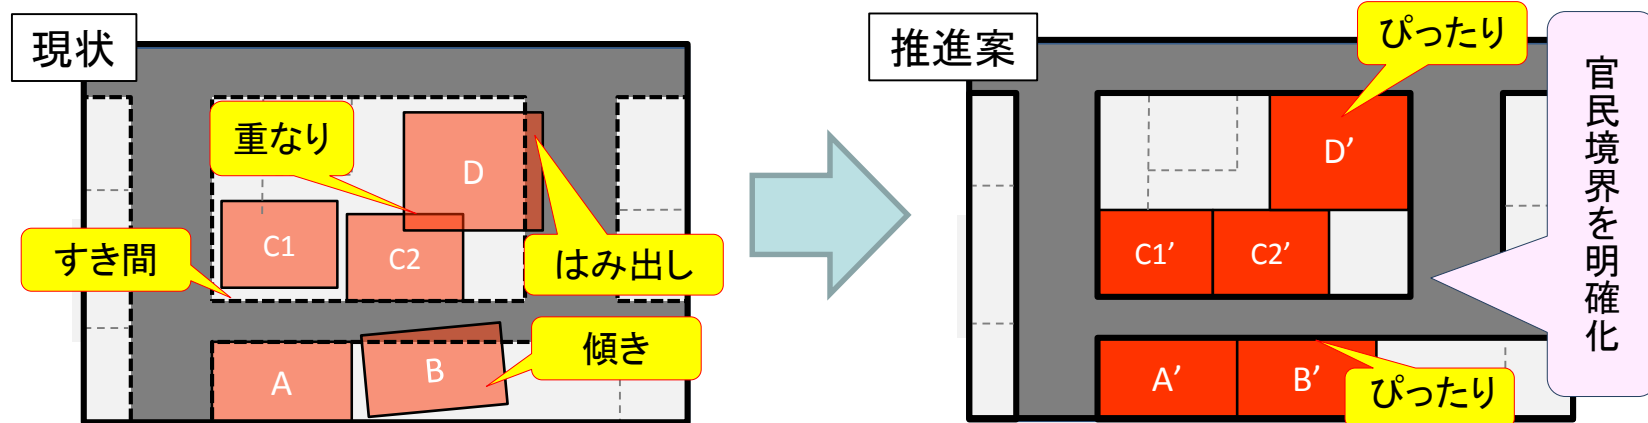 現状
重なり
D
C1
C2
すき間
はみ出し
傾き
A
B
推進案
ぴったり
官民境界を明確化
D’
C1’
C2’
A’
B’
ぴったり